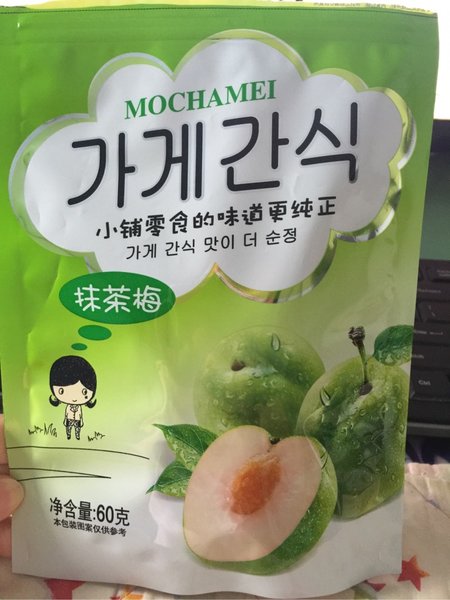 MOCHAMEI
가게간식
小铺零食的味道更纯正
가게 간식 맛이 더 순정
抹茶梅
净含量:60克
本包装图案仅供参考